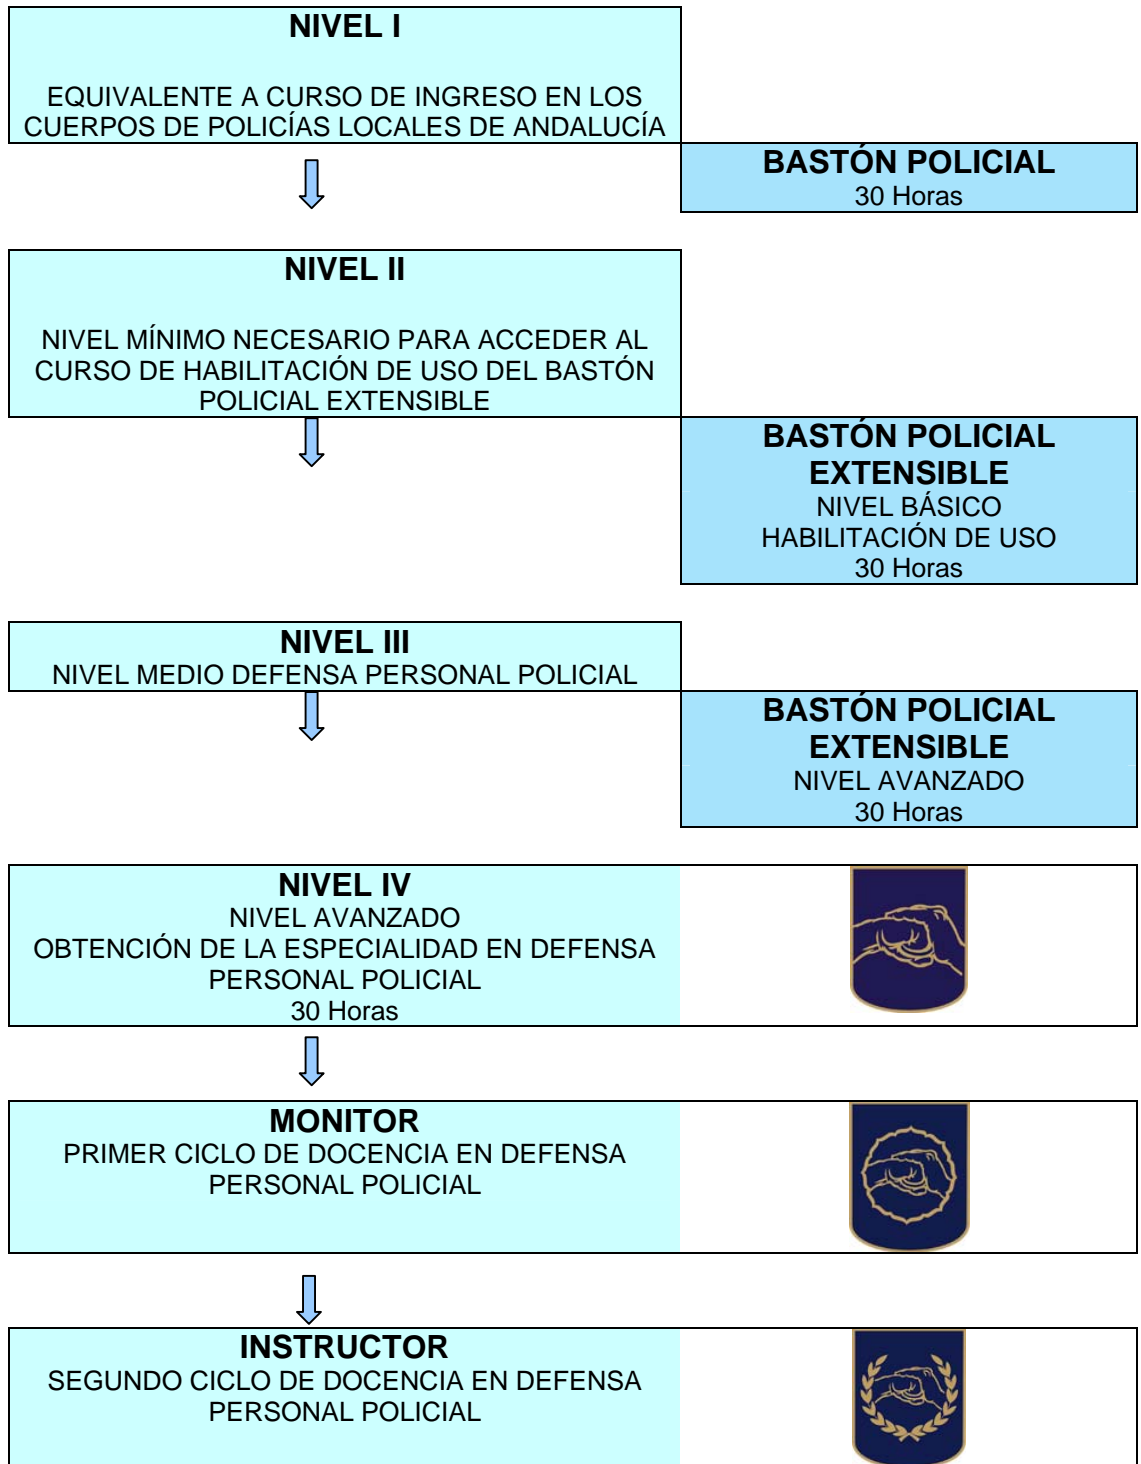 NIVEL I
EQUIVALENTE A CURSO DE INGRESO EN LOS
CUERPOS DE POLICÍAS LOCALES DE ANDALUCÍA
BASTÓN POLICIAL
30 Horas
NIVEL II
NIVEL MÍNIMO NECESARIO PARA ACCEDER AL
CURSO DE HABILITACIÓN DE USO DEL BASTÓN
POLICIAL EXTENSIBLE
BASTÓN POLICIAL
EXTENSIBLE
NIVEL BÁSICO
HABILITACIÓN DE USO
30 Horas
NIVEL III
NIVEL MEDIO DEFENSA PERSONAL POLICIAL
BASTÓN POLICIAL
EXTENSIBLE
NIVEL AVANZADO
30 Horas
NIVEL IV
NIVEL AVANZADO
OBTENCIÓN DE LA ESPECIALIDAD EN DEFENSA
PERSONAL POLICIAL
30 Horas
MONITOR
PRIMER CICLO DE DOCENCIA EN DEFENSA
PERSONAL POLICIAL
INSTRUCTOR
SEGUNDO CICLO DE DOCENCIA EN DEFENSA
PERSONAL POLICIAL